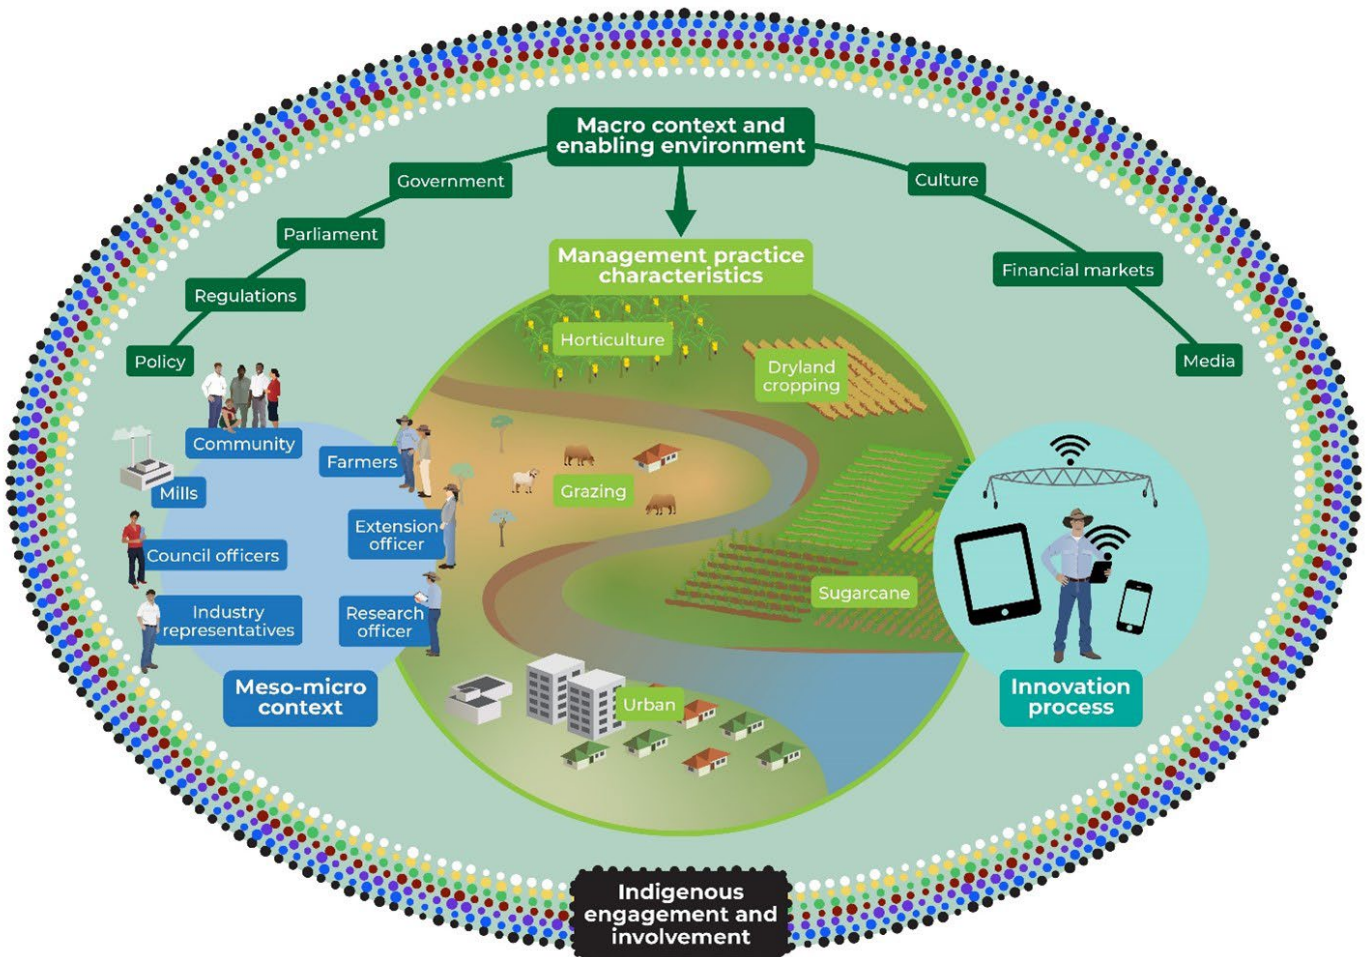 Macro context and
enabling environment
Government
Parliament
Regulations
Policy
Culture
Financial markets
Media
Management practice
characteristics
Horticulture
Dryland
cropping
Grazing
Sugarcane
Urban
Community
Mills
Council officers
Industry
representatives
Farmers
Extension
officer
Research
officer
Meso-micro
context
Innovation
process
Indigenous
engagement and
involvement